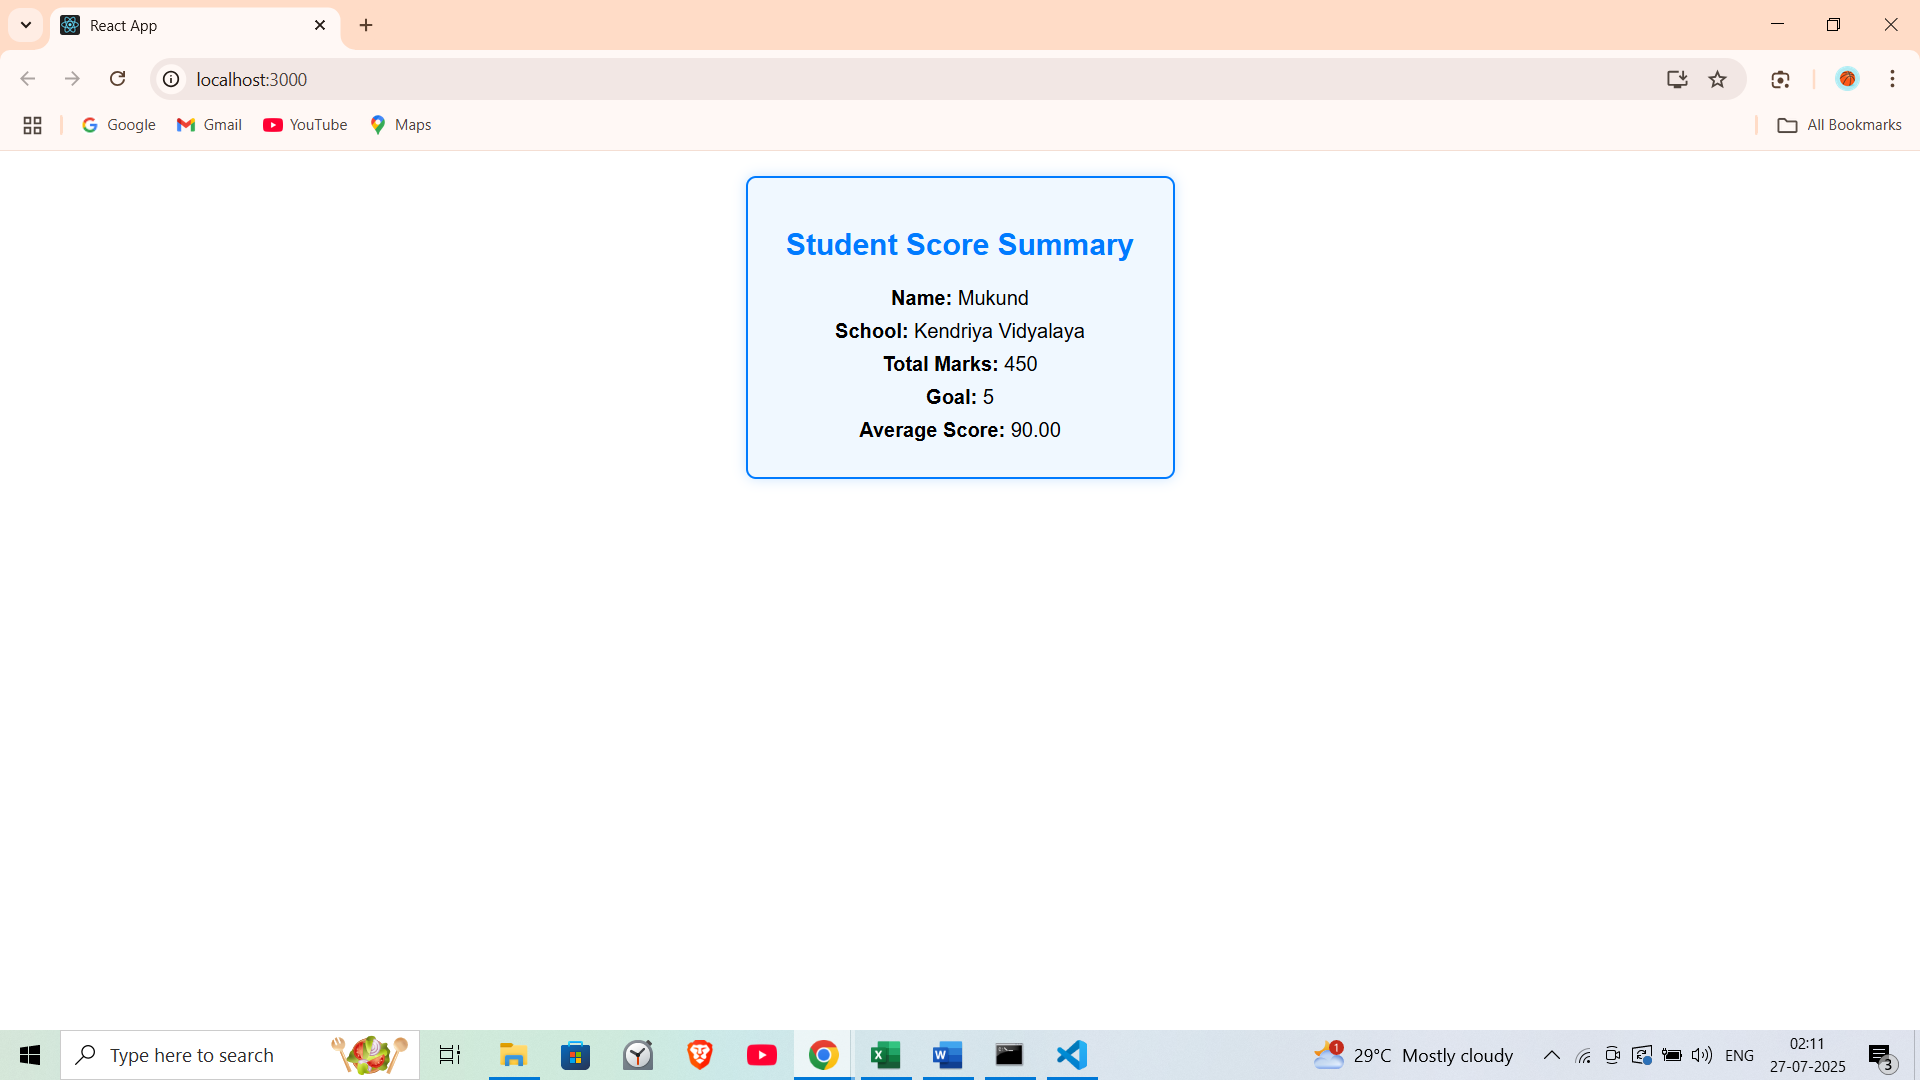 React App
localhost:3000
Google Gmail YouTube Maps All Bookmarks
Student Score Summary
Name: Mukund
School: Kendriya Vidyalaya
Total Marks: 450
Goal: 5
Average Score: 90.00
Type here to search 1 29°C Mostly cloudy ENG 02:11
27-07-2025 3